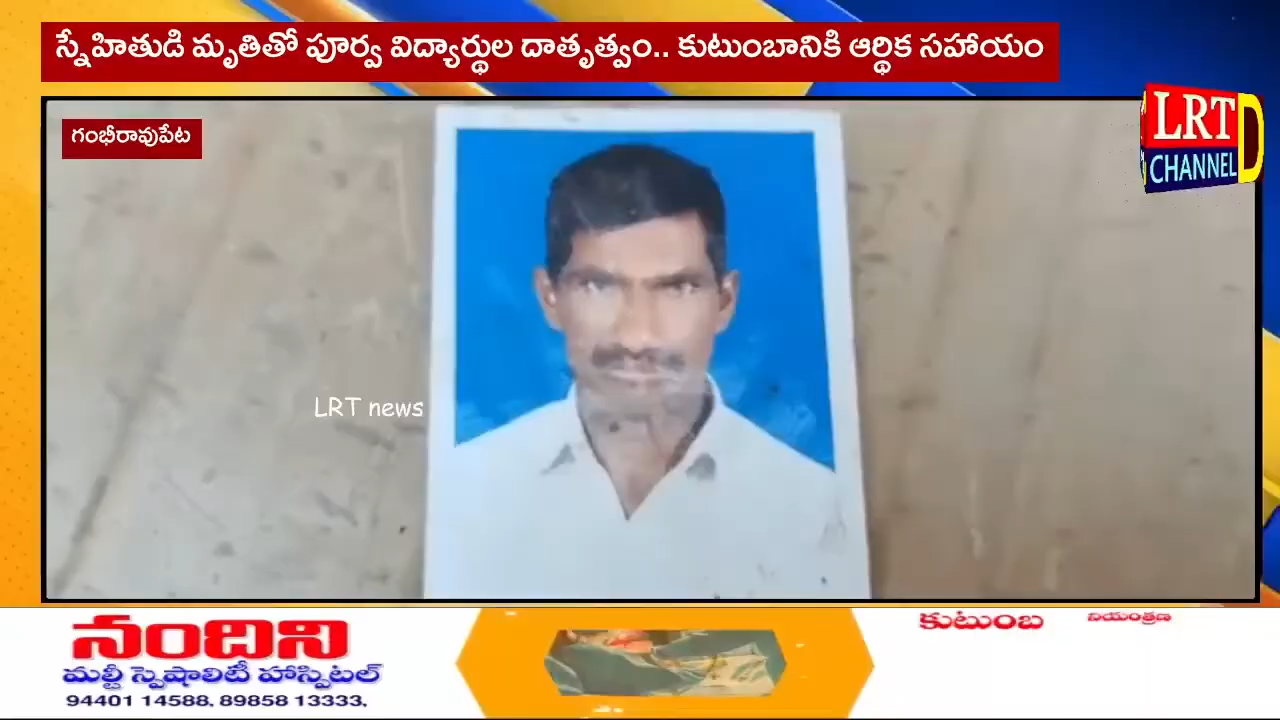 స్నేహితుడి మృతితో పూర్వ విద్యార్థుల దాతృత్వం.. కుటుంబానికి ఆర్థిక సహాయం
గంభీరావుపేట
LRT
CHANNEL
LRT news
నందిని
మల్టీ స్పెషాలిటీ హాస్పిటల్
94401 14588, 89858 13333,
కుటుంబ నియంత్రణ